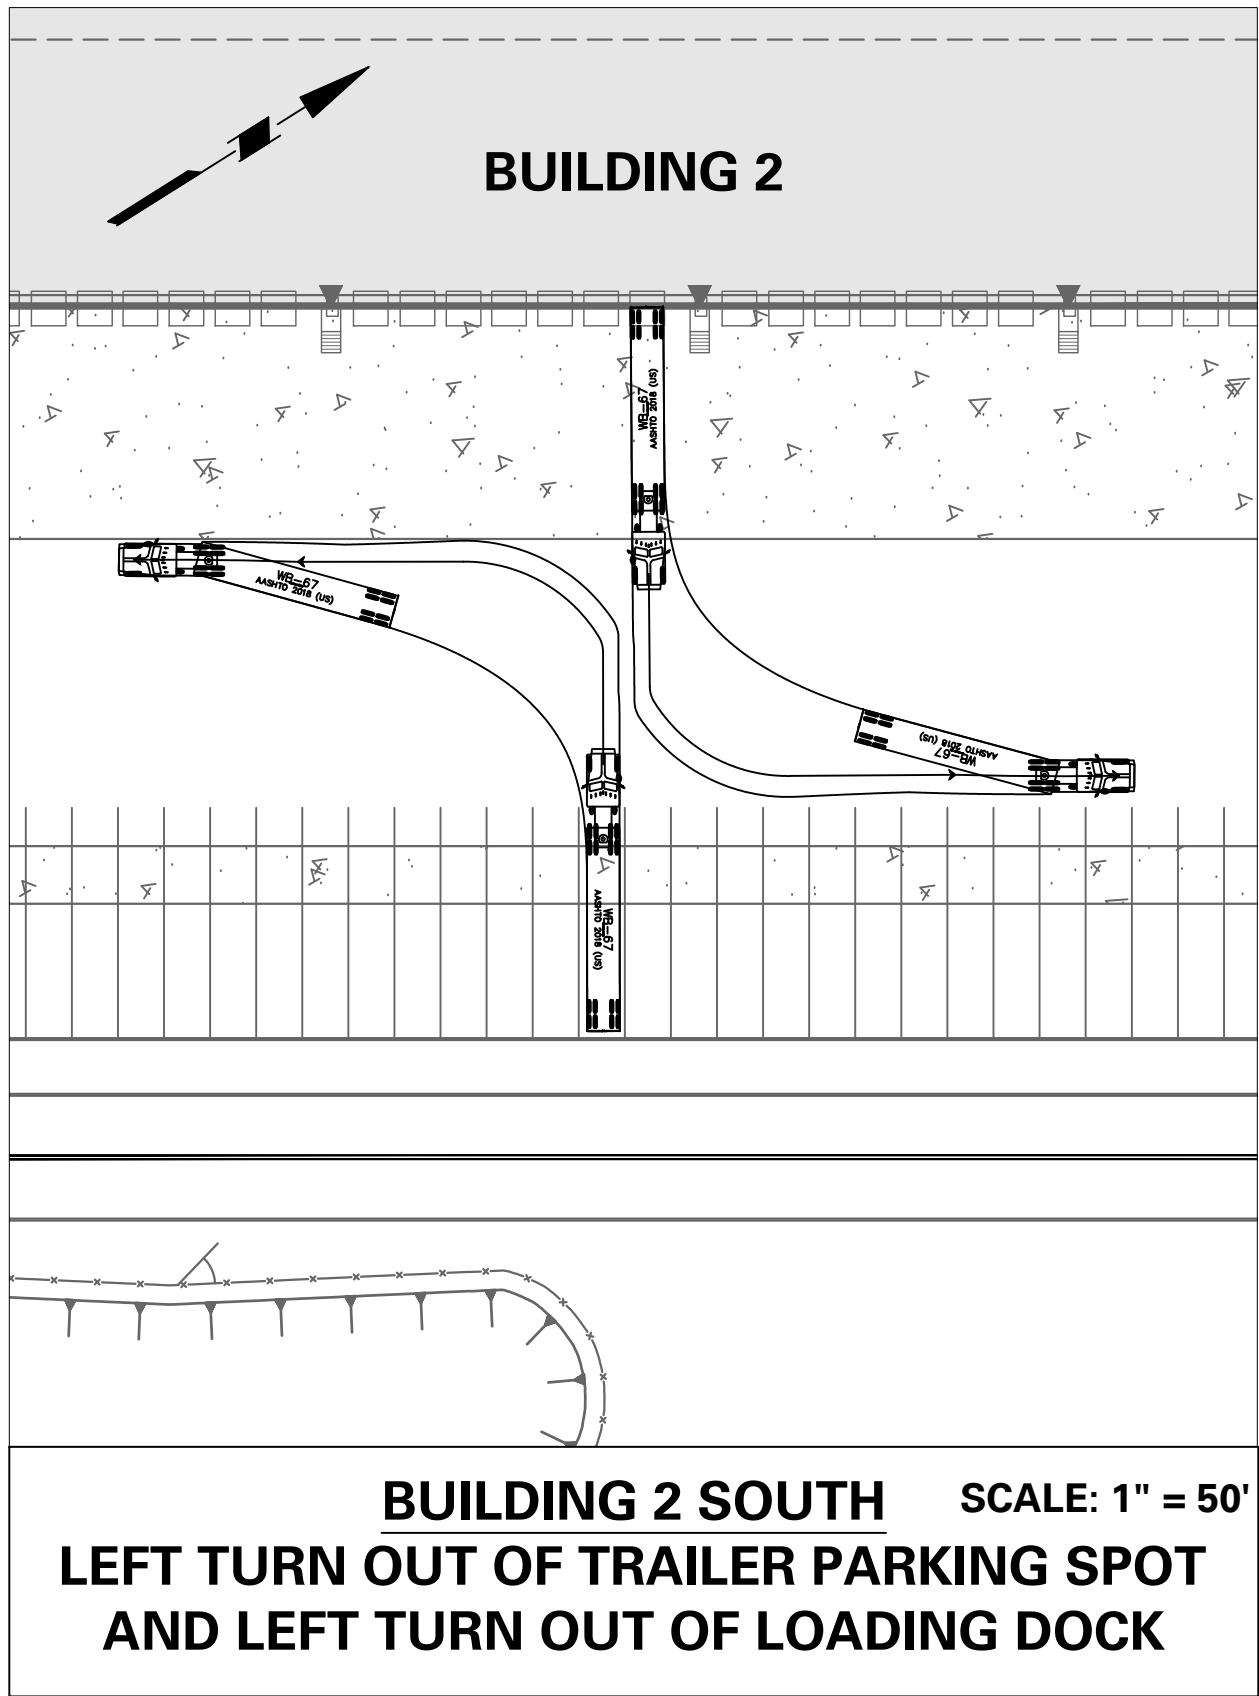 BUILDING 2
WB-67
AASHTO 2018 (US)
WB-67
AASHTO 2018 (US)
WB-67
AASHTO 2018 (US)
WB-67
AASHTO 2018 (US)
BUILDING 2 SOUTH
SCALE: 1" = 50'
LEFT TURN OUT OF TRAILER PARKING SPOT
AND LEFT TURN OUT OF LOADING DOCK